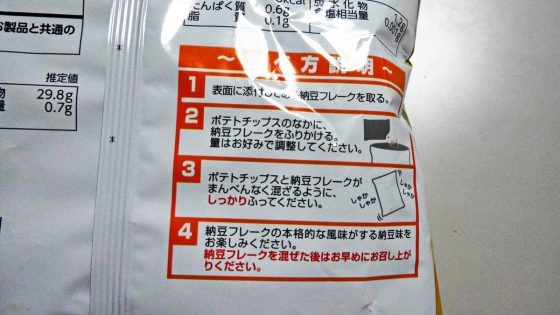 たんぱく質 0.6g
脂 質 0.1g
炭水化物
塩相当量
製品と共通の
推定値
物 29.8g
量 0.7g
1 表面に添付
納豆フレークを取る。
2 ポテトチップスのなかに、
納豆フレークをふりかける。
量はお好みで調整してください。
3 ポテトチップスと納豆フレークが
まんべんなく混ざるように、
しっかりふってください。
しゃか
しゃか
しゃか
しゃか
4 納豆フレークの本格的な風味がする納豆味を
お楽しみください。
納豆フレークを混ぜた後はお早めにお召し上が
りください。